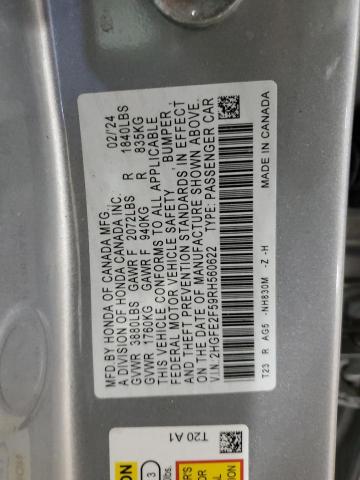 MFD.BY HONDA OF CANADA MFG. 02/'24
A DIVISION OF HONDA CANADA INC.
GVWR 3880LBS GAWR F 2072LBS R 1840LBS
GVWR 1760KG GAWR F 940KG R 835KG
THIS VEHICLE CONFORMS TO ALL APPLICABLE
FEDERAL MOTOR VEHICLE SAFETY, BUMPER,
AND THEFT PREVENTION STANDARDS, IN EFFECT
ON THE DATE OF MANUFACTURE SHOWN ABOVE.
V.I.N.:2HGFE2F59RH560622 TYPE:PASSENGER CAR
T23 R AG5 -NH830M -Z -H MADE IN CANADA
T20 A1
3